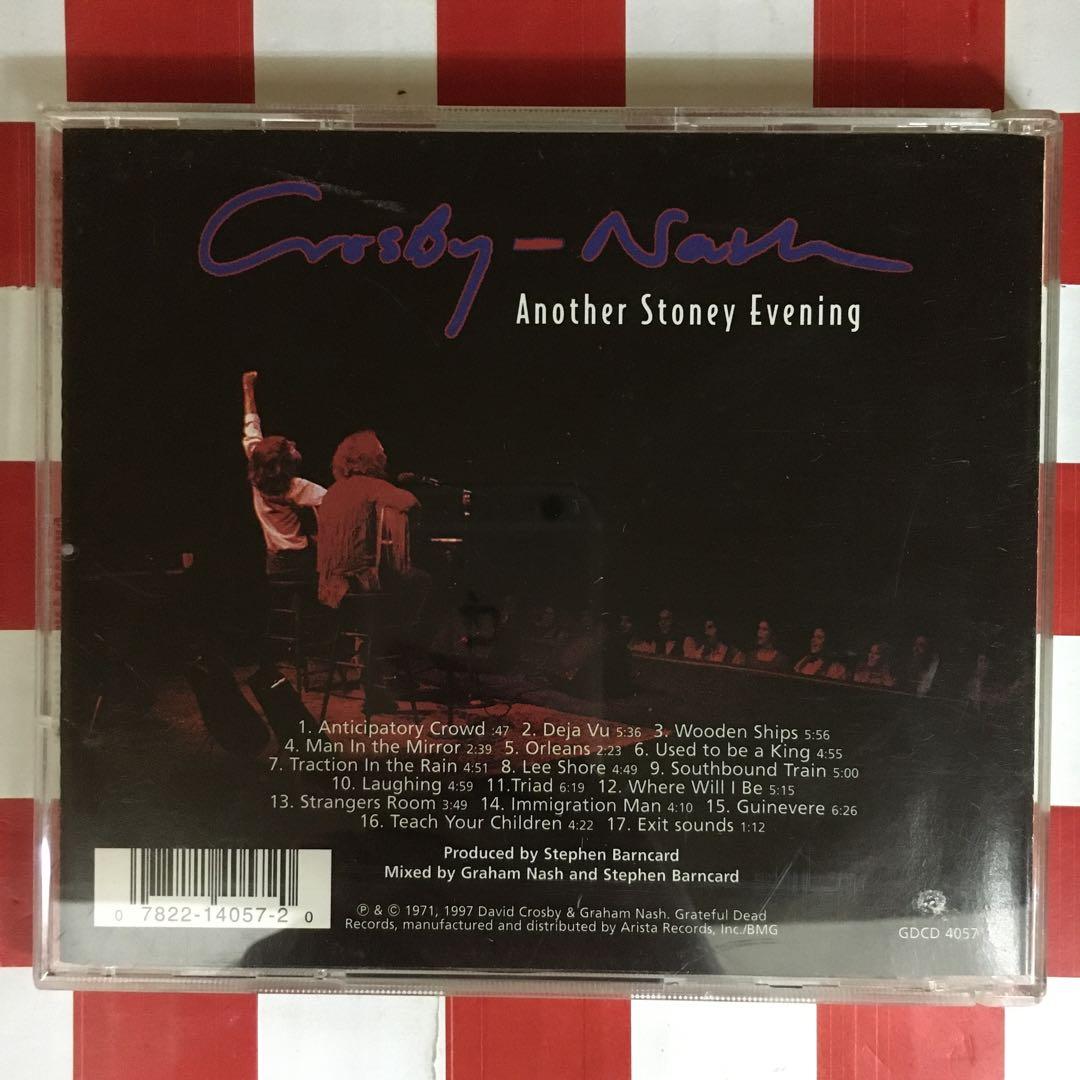 Crosby – Nash
Another Stoney Evening
1. Anticipatory Crowd :47 2. Deja Vu 5:36 3. Wooden Ships 5:56
4. Man In the Mirror 2:39 5. Orleans 2:23 6. Used to be a King 4:55
7. Traction in the Rain 4:51 8. Lee Shore 4:49 9. Southbound Train 5:00
10. Laughing 4:59 11.Triad 6:19 12. Where Will I Be 5:15
13. Strangers Room 3:49 14. Immigration Man 4:10 15. Guinevere 6:26
16. Teach Your Children 4:22 17. Exit sounds 1:12
Produced by Stephen Barncard
Mixed by Graham Nash and Stephen Barncard
℗ & © 1971, 1997 David Crosby & Graham Nash. Grateful Dead
Records, manufactured and distributed by Arista Records, Inc./BMG
0 7822-14057-2 0
GDCD 4057